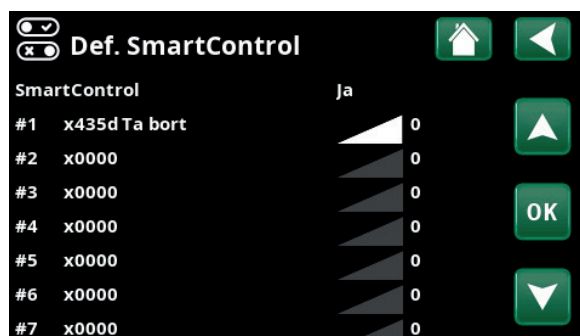 Def. SmartControl
SmartControl Ja
#1 x435d Ta bort 0
#2 x0000 0
#3 x0000 0
#4 x0000 0
OK
#5 x0000 0
#6 x0000 0
#7 x0000 0